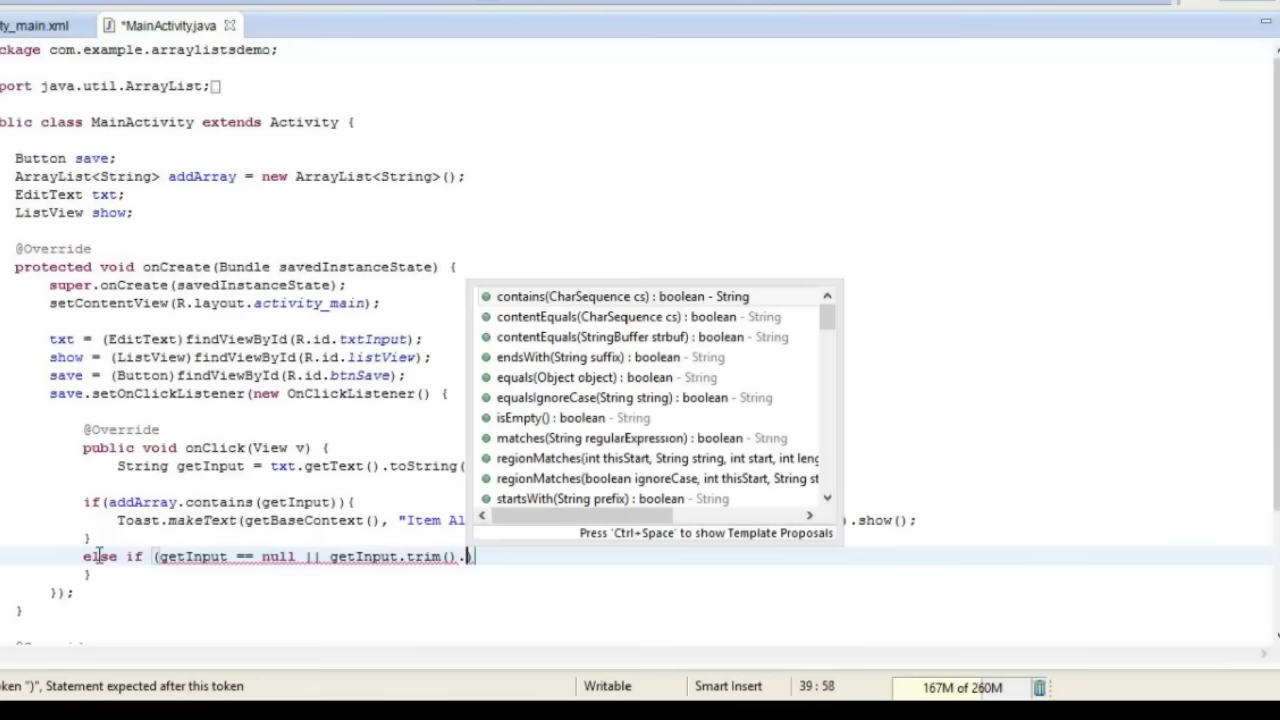 ty_main.xml *MainActivity.java
ckage com.example.arraylistsdemo;
port java.util.ArrayList;
blic class MainActivity extends Activity {
Button save;
ArrayList<String> addArray = new ArrayList<String>();
EditText txt;
ListView show;
@Override
protected void onCreate(Bundle savedInstanceState) {
super.onCreate(savedInstanceState);
setContentView(R.layout.activity_main);
txt = (EditText)findViewById(R.id.txtInput);
show = (ListView)findViewById(R.id.listView);
save = (Button)findViewById(R.id.btnSave);
save.setOnClickListener(new OnClickListener() {
@Override
public void onClick(View v) {
String getInput = txt.getText().toString(
if(addArray.contains(getInput)){
Toast.makeText(getBaseContext(), "Item Al ).show();
}
else if (getInput == null || getInput.trim().)
}
});
}
contains(CharSequence cs) : boolean - String
contentEquals(CharSequence cs) : boolean - String
contentEquals(StringBuffer strbuf) : boolean - String
endsWith(String suffix) : boolean - String
equals(Object object) : boolean - String
equalsIgnoreCase(String string) : boolean - String
isEmpty() : boolean - String
matches(String regularExpression) : boolean - String
regionMatches(int thisStart, String string, int start, int leng
regionMatches(boolean ignoreCase, int thisStart, String st
startsWith(String prefix) : boolean - String
Press 'Ctrl+Space' to show Template Proposals
ken ")", Statement expected after this token Writable Smart Insert 39 : 58 167M of 260M